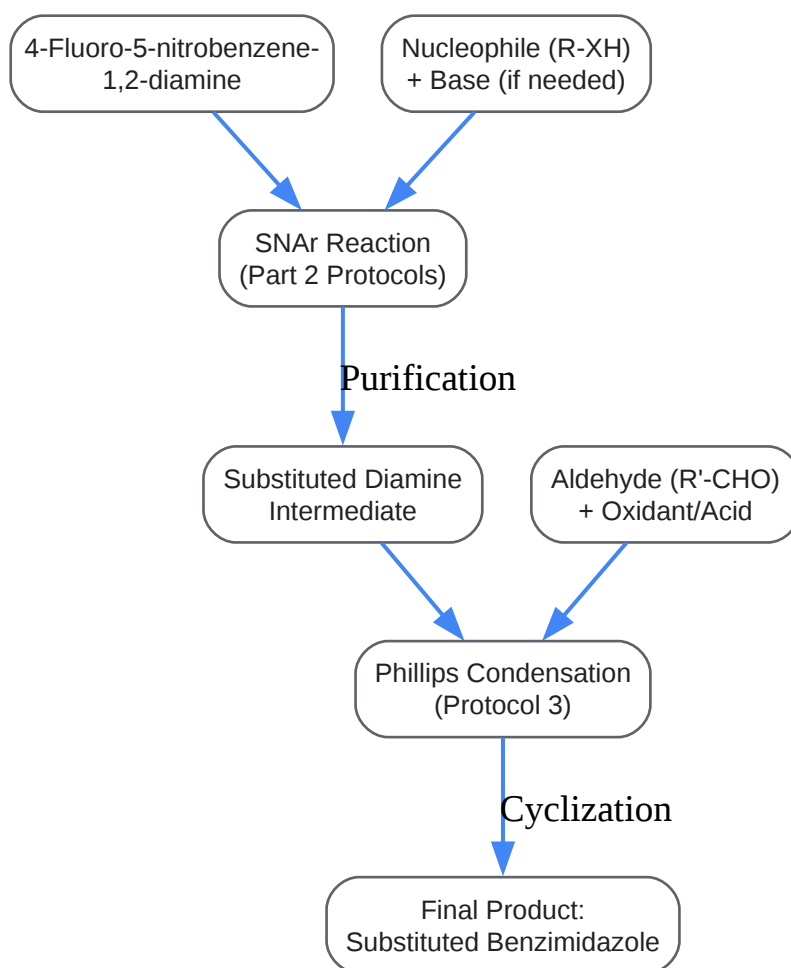 4-Fluoro-5-nitrobenzene-
1,2-diamine
Nucleophile (R-XH)
+ Base (if needed)
SNAr Reaction
(Part 2 Protocols)
Purification
Substituted Diamine
Intermediate
Aldehyde (R'-CHO)
+ Oxidant/Acid
Phillips Condensation
(Protocol 3)
Cyclization
Final Product:
Substituted Benzimidazole